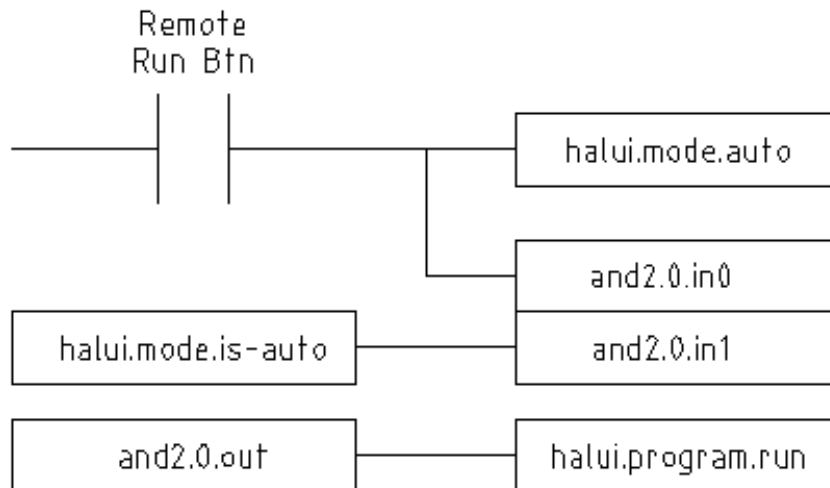 Remote
Run Btn
halui.mode.auto
and2.0.in0
halui.mode.is-auto
and2.0.in1
and2.0.out
halui.program.run